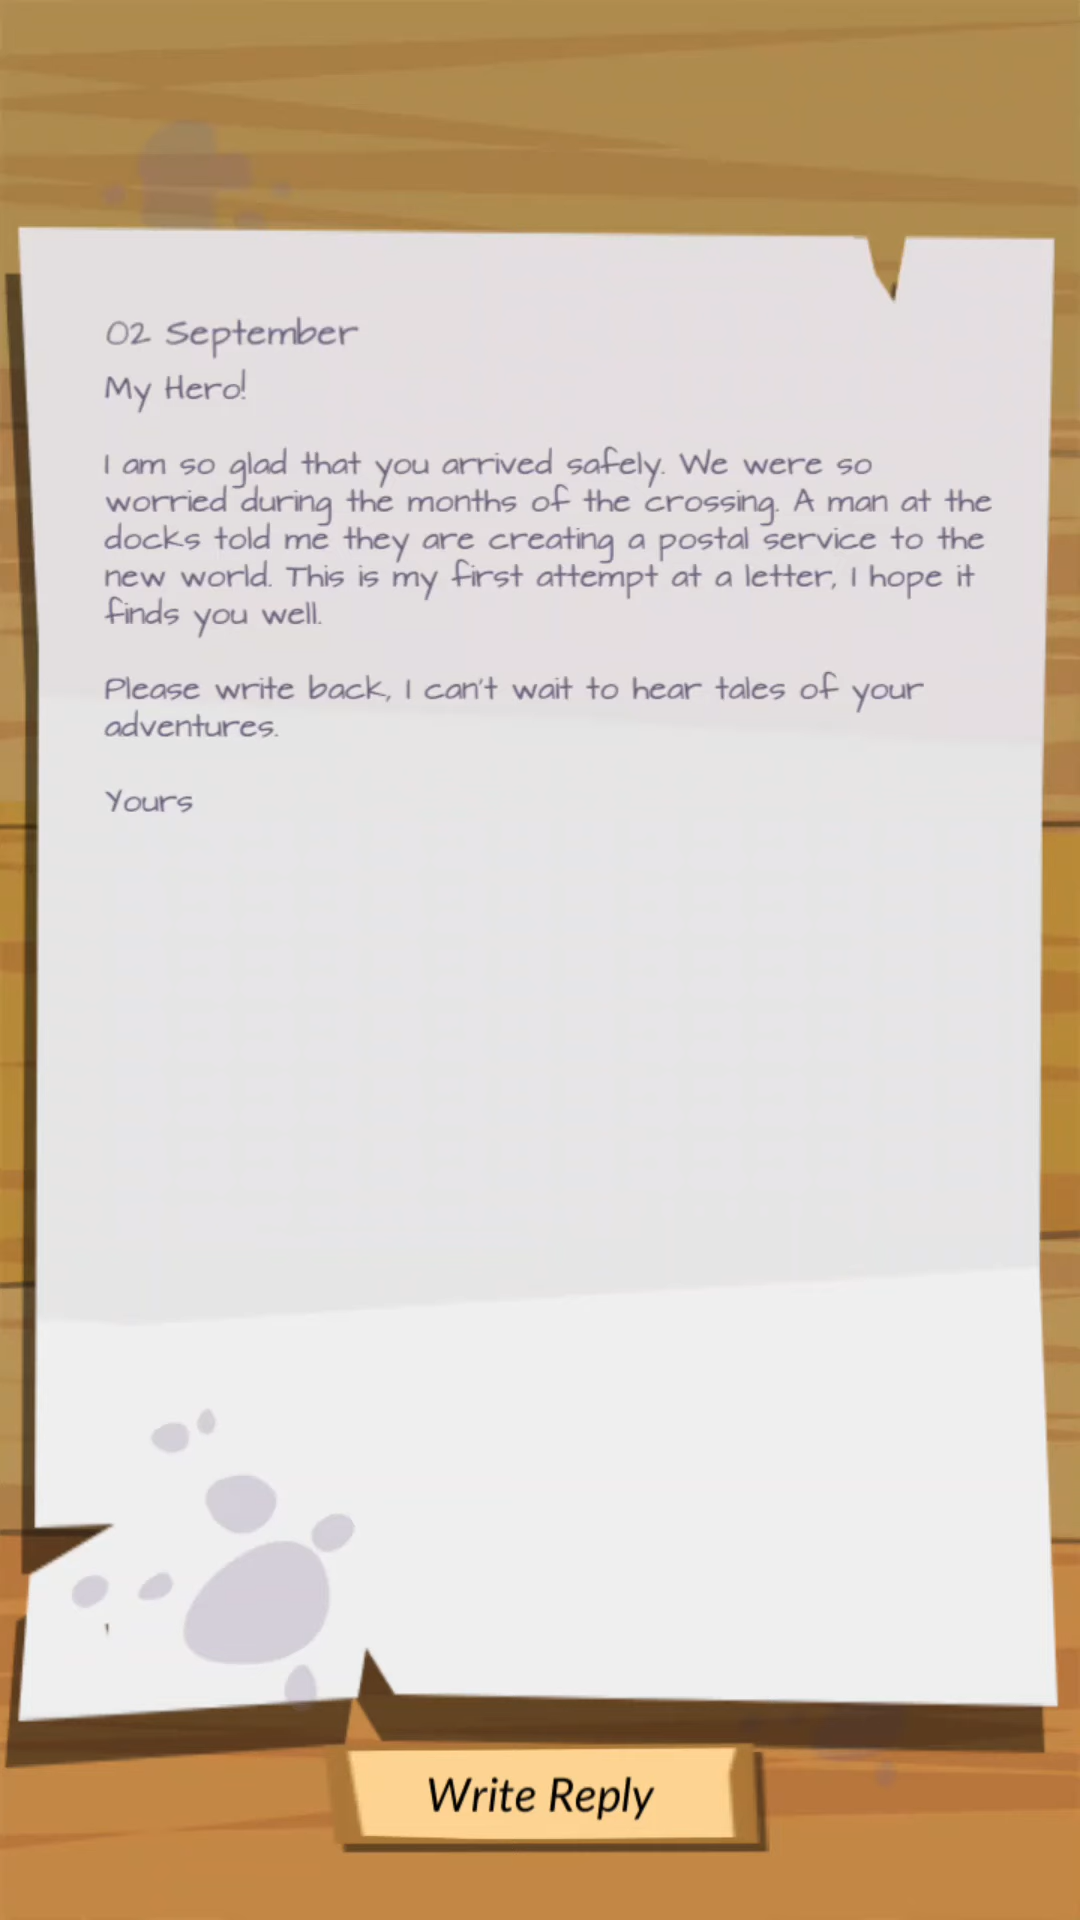 02 September
My Hero!
I am so glad that you arrived safely. We were so
worried during the months of the crossing. A man at the
docks told me they are creating a postal service to the
new world. This is my first attempt at a letter, I hope it
finds you well.
Please write back, I can't wait to hear tales of your
adventures.
Yours
Write Reply